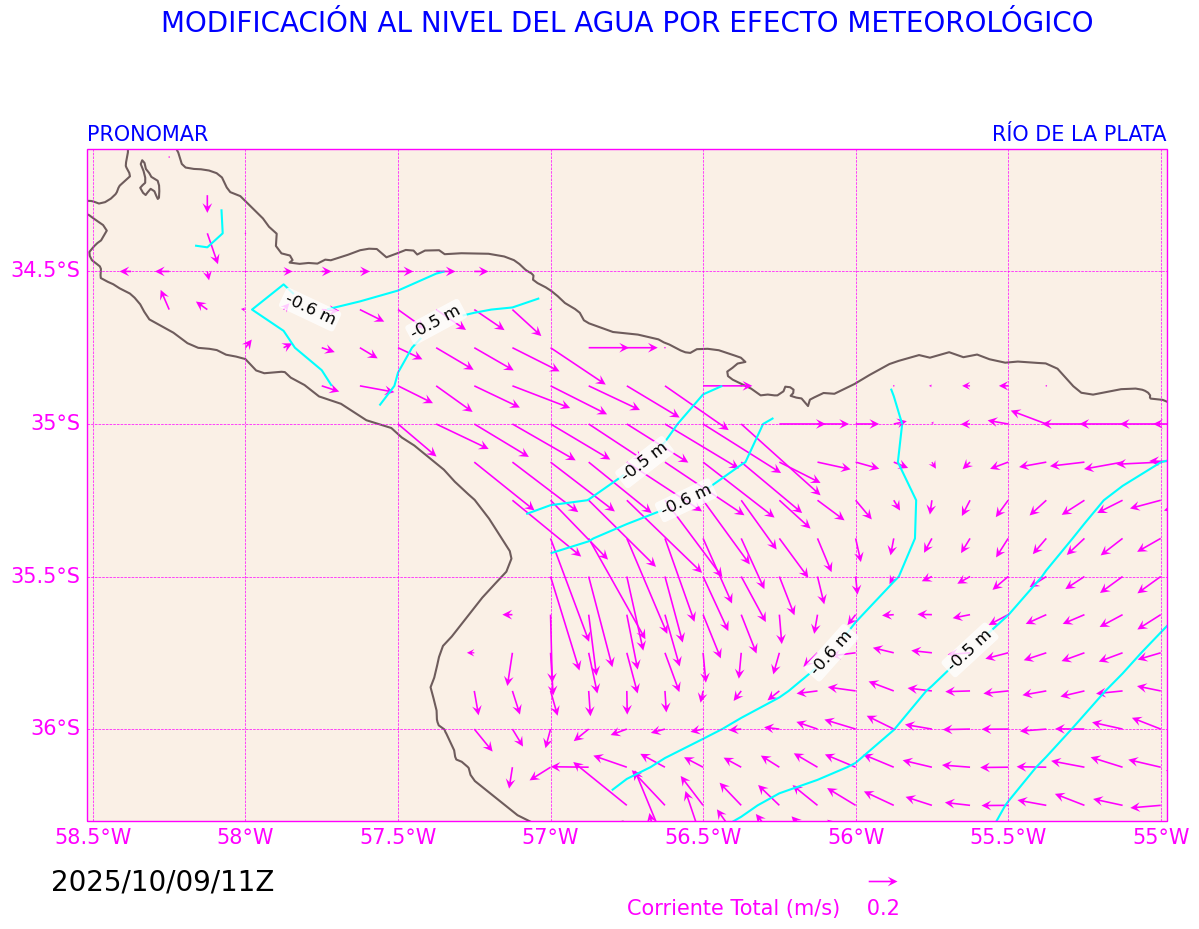 MODIFICACIÓN AL NIVEL DEL AGUA POR EFECTO METEOROLÓGICO
PRONOMAR
RÍO DE LA PLATA
-0.6 m
-0.5 m
34.5°S
35°S
-0.5 m
-0.6 m
35.5°S
-0.6 m
-0.5 m
36°S
58.5°W
58°W
57.5°W
57°W
56.5°W
56°W
55.5°W
55°W
2025/10/09/11Z
Corriente Total (m/s)
0.2